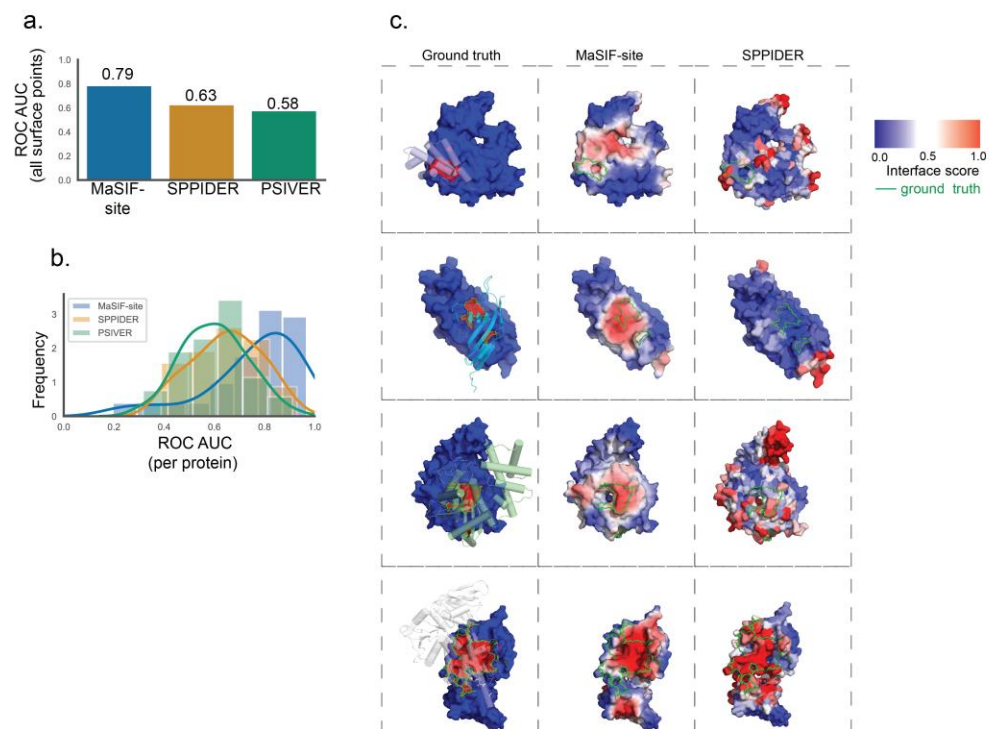 a.
ROC AUC
(all surface points)
1.0
0.8
0.6
0.4
0.2
0.0
0.79
0.63
0.58
MaSIF-
site
SPPIDER
PSIVER
b.
Frequency
3
2
1
0
MaSIF-site
SPPIDER
PSIVER
0.0 0.2 0.4 0.6 0.8 1.0
ROC AUC
(per protein)
c.
Ground truth MaSIF-site SPPIDER
0.0 0.5 1.0
Interface score
ground truth